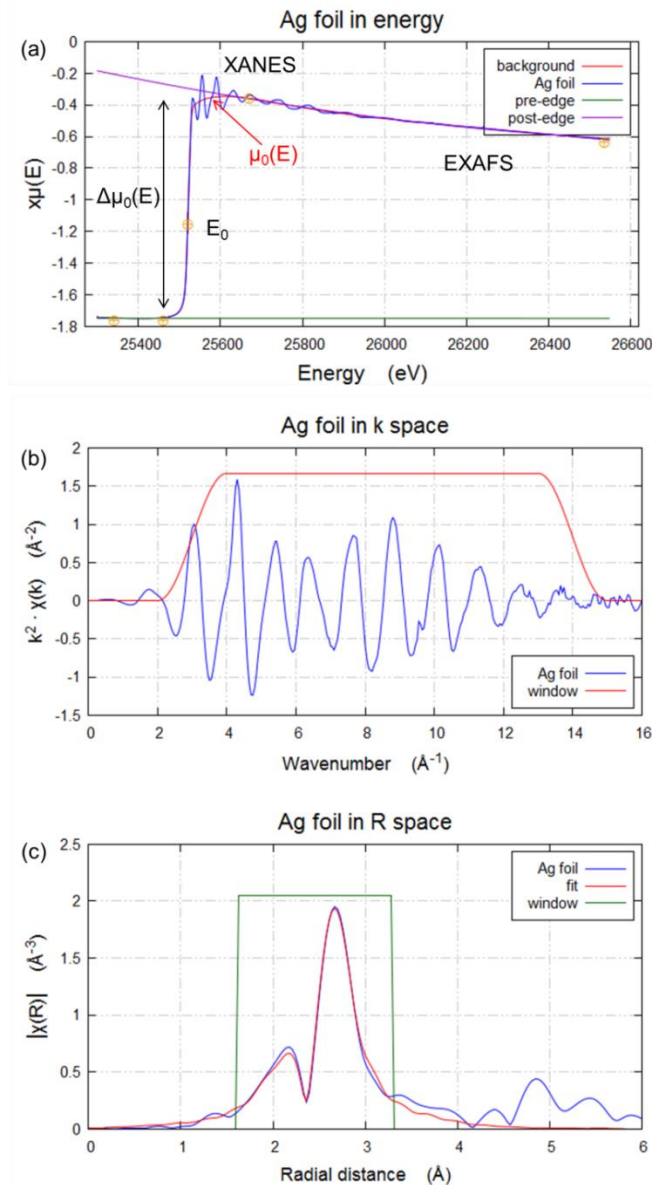 Ag foil in energy
(a)
0
-0.2
-0.4
-0.6
-0.8
-1
-1.2
-1.4
-1.6
-1.8
xμ(E)
XANES
background
Ag foil
pre-edge
post-edge
μ₀(E)
EXAFS
Δμ₀(E)
E₀
25400 25600 25800 26000 26200 26400 26600
Energy (eV)
Ag foil in k space
(b)
2
1.5
1
0.5
0
-0.5
-1
-1.5
k² · χ(k) (Å⁻²)
Ag foil
window
0 2 4 6 8 10 12 14 16
Wavenumber (Å⁻¹)
Ag foil in R space
(c)
2.5
2
1.5
1
0.5
0
|χ(R)| (Å⁻³)
Ag foil
fit
window
0 1 2 3 4 5 6
Radial distance (Å)